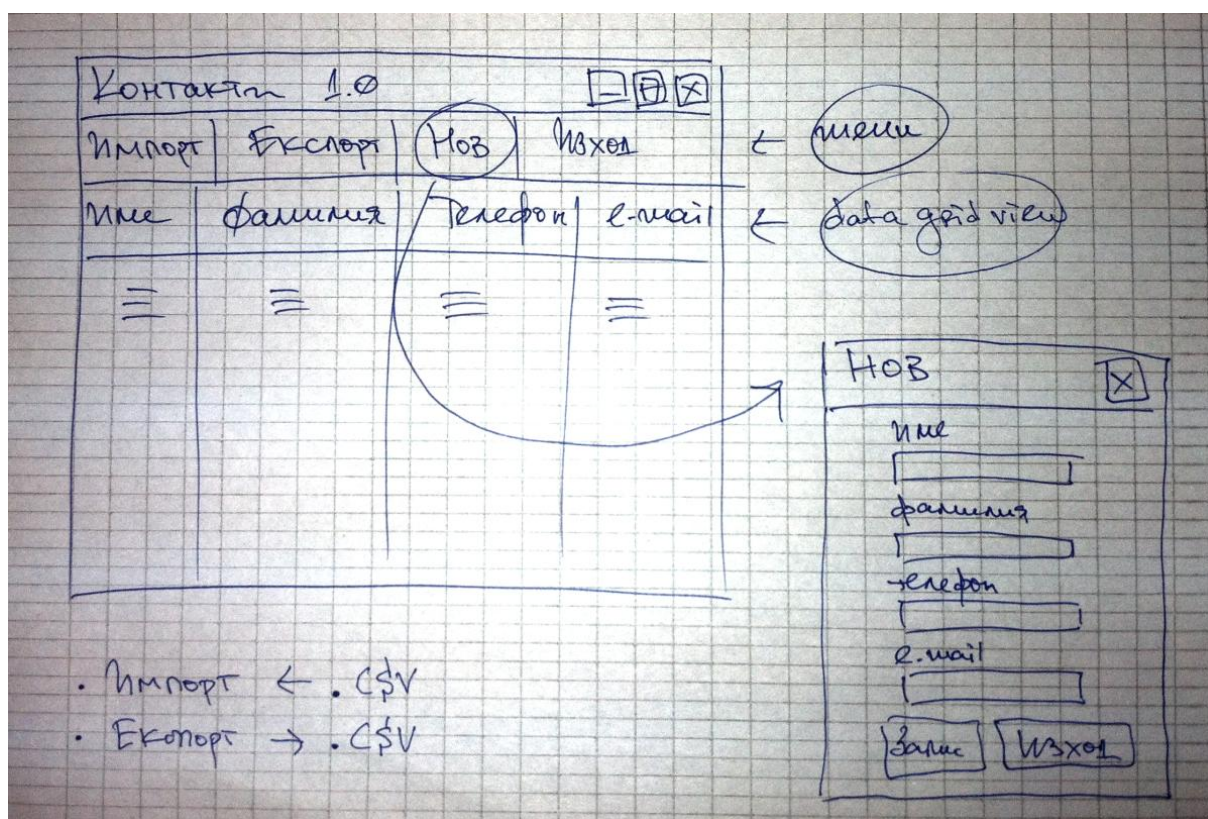 Контакти 1.0
Импорт Експорт Нов Изход ← меню
Име Фамилия Телефон e-mail ← data grid view
Нов X
Име
Фамилия
Телефон
e.mail
Запис Изход
. Импорт ← .CSV
. Експорт → .CSV